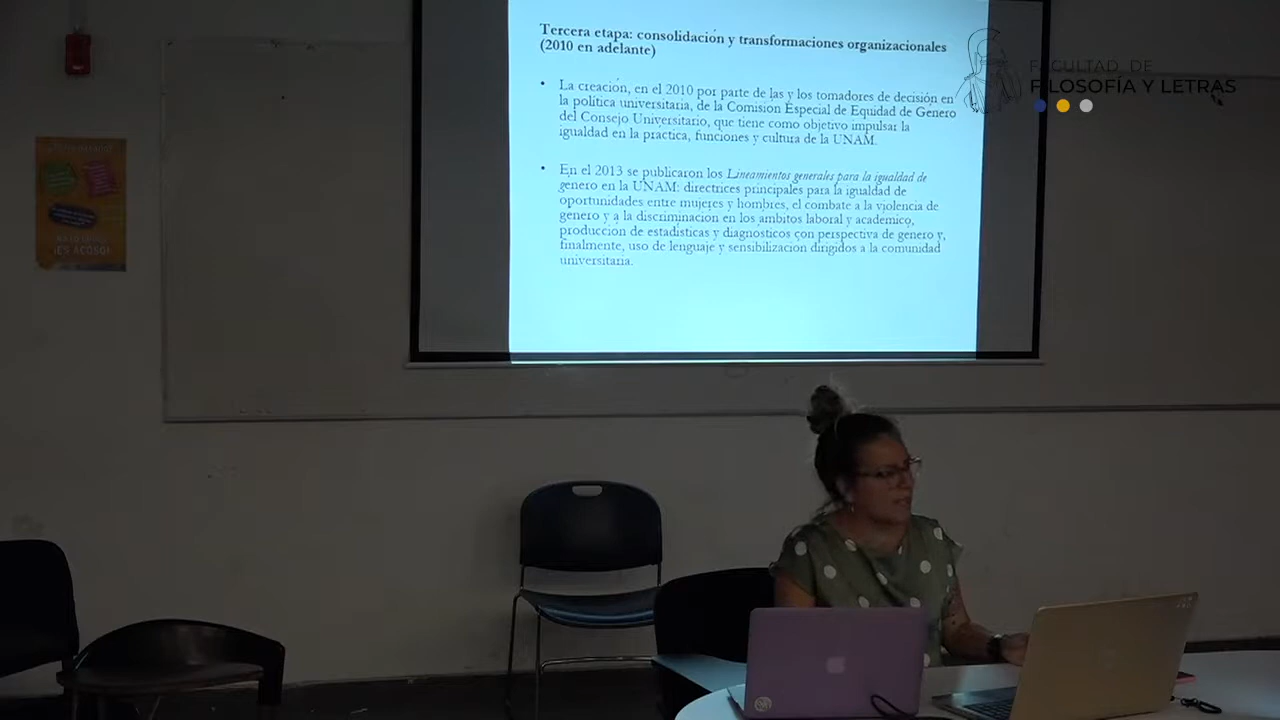 Tercera etapa: consolidación y transformaciones organizacionales
(2010 en adelante)
• La creación, en el 2010 por parte de las y los tomadores de decisión en
la política universitaria, de la Comisión Especial de Equidad de Género
del Consejo Universitario, que tiene como objetivo impulsar la
igualdad en la práctica, funciones y cultura de la UNAM.
• En el 2013 se publicaron los Lineamientos generales para la igualdad de
género en la UNAM: directrices principales para la igualdad de
oportunidades entre mujeres y hombres, el combate a la violencia de
género y a la discriminación en los ámbitos laboral y académico,
producción de estadísticas y diagnósticos con perspectiva de género y,
finalmente, uso de lenguaje y sensibilización dirigidos a la comunidad
universitaria.
FACULTAD DE
FILOSOFÍA Y LETRAS
¡ES ACOSO!